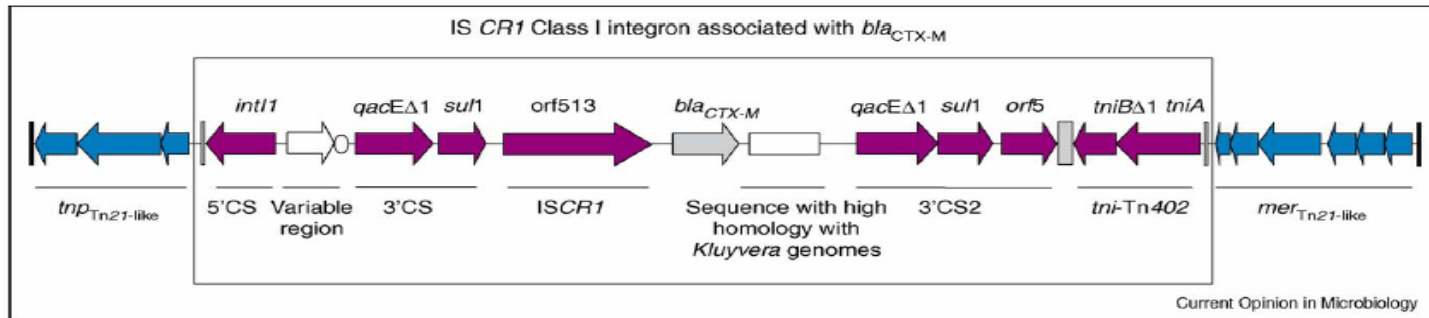 IS CR1 Class I integron associated with blaCTX-M
intI1 qacEΔ1 sul1 orf513 blaCTX-M qacEΔ1 sul1 orf5 tniBΔ1 tniA
tnpTn21-like 5'CS Variable 3'CS ISCR1 Sequence with high 3'CS2 tni-Tn402 merTn21-like
region homology with
Kluyvera genomes
Current Opinion in Microbiology